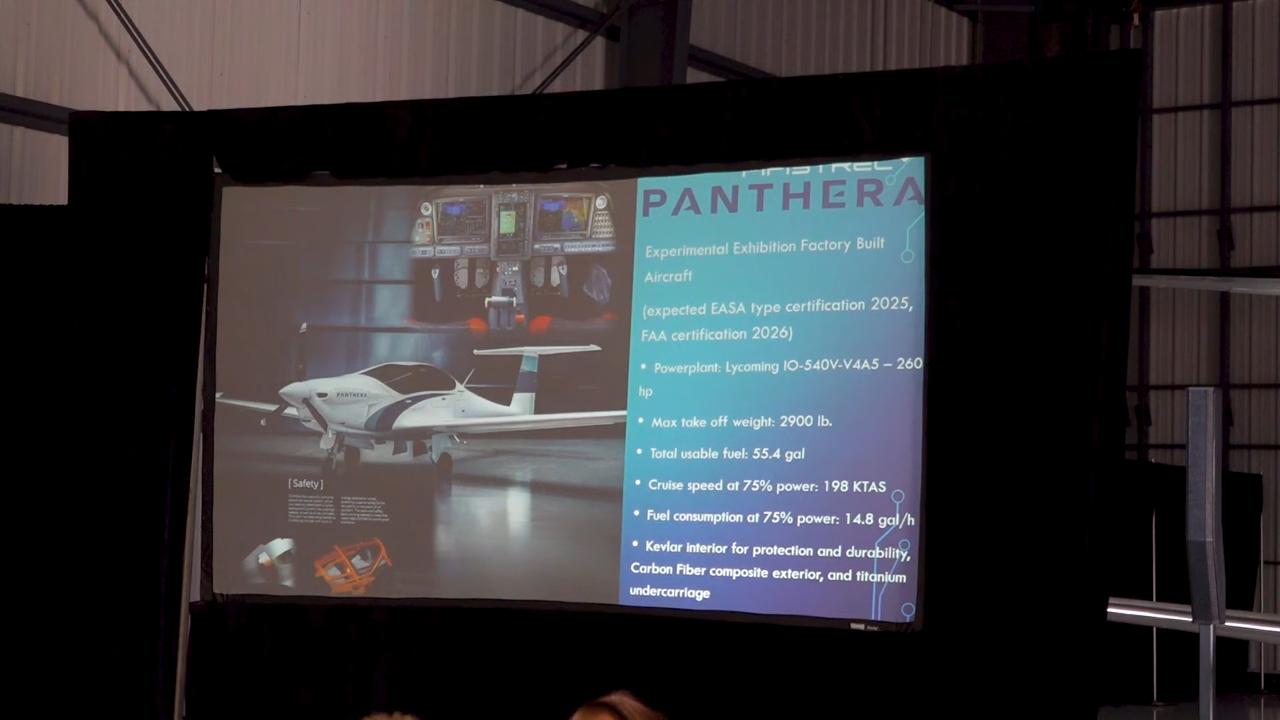 PANTHERA
Experimental Exhibition Factory Built
Aircraft
(expected EASA type certification 2025,
FAA certification 2026)
• Powerplant: Lycoming IO-540V-V4A5 – 260
hp
• Max take off weight: 2900 lb.
• Total usable fuel: 55.4 gal
• Cruise speed at 75% power: 198 KTAS
• Fuel consumption at 75% power: 14.8 gal/h
• Kevlar interior for protection and durability,
Carbon Fiber composite exterior, and titanium
undercarriage
PANTHERA
[ Safety ]